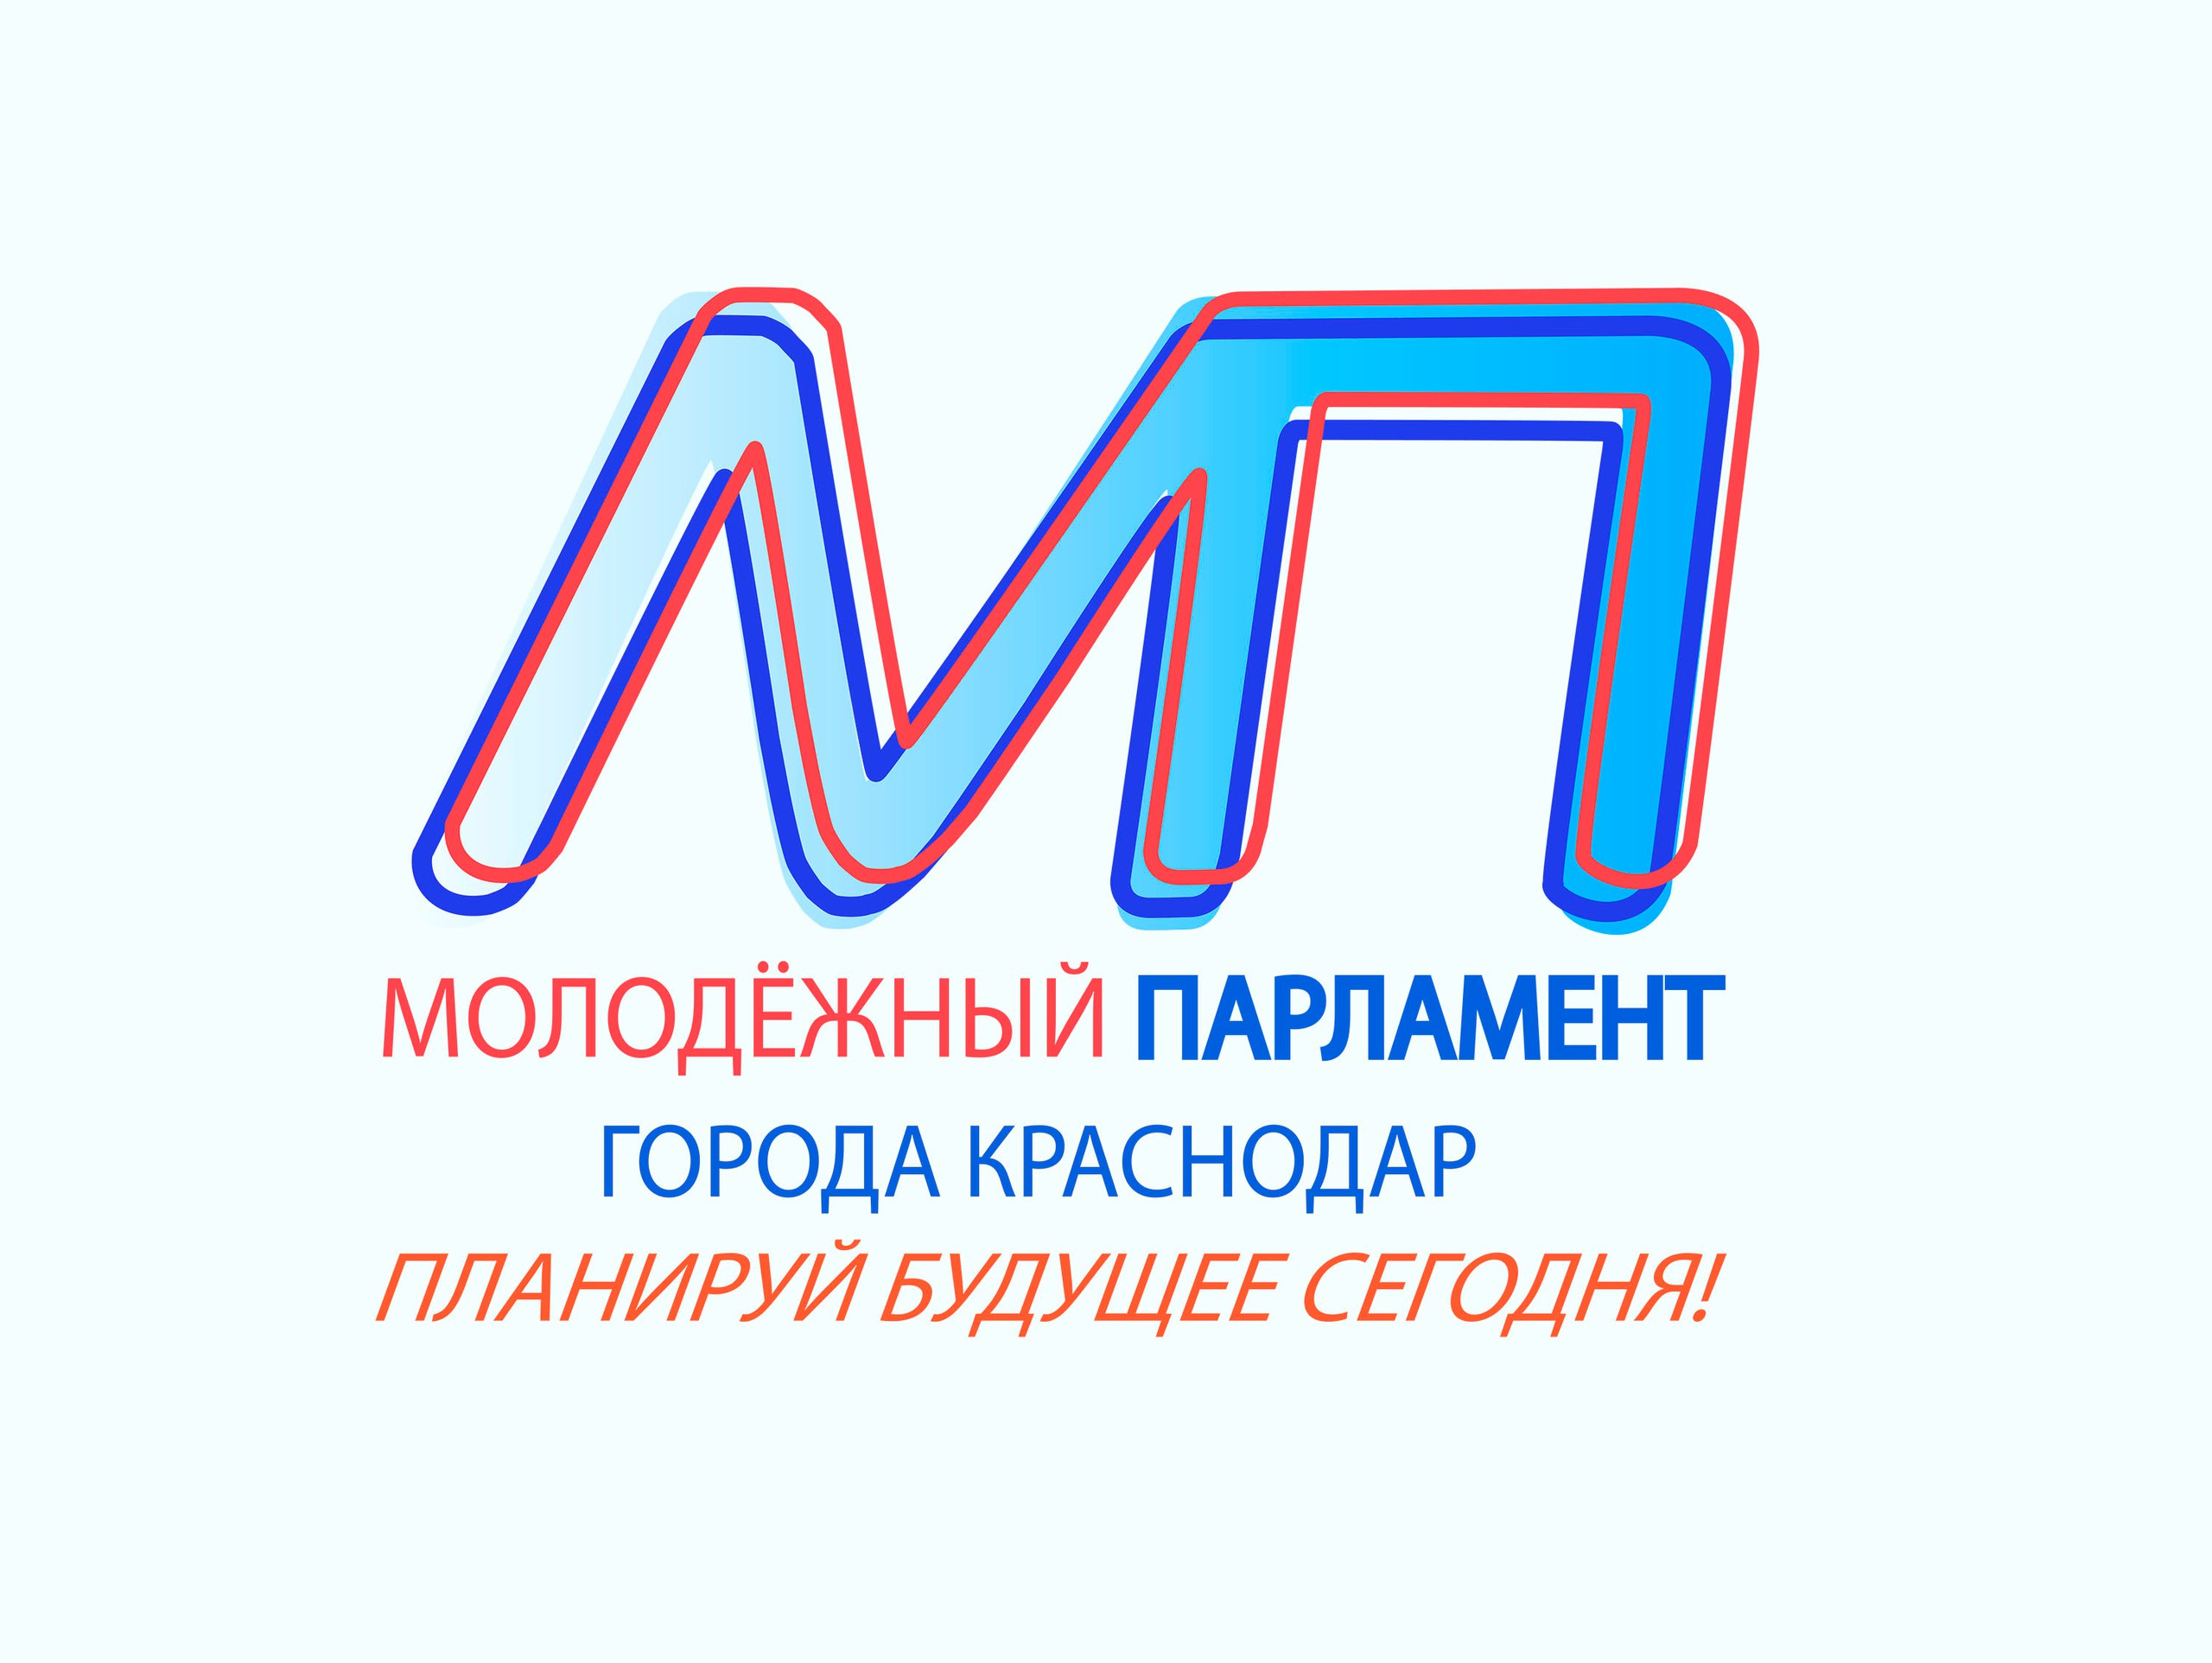 МП
МОЛОДЁЖНЫЙ ПАРЛАМЕНТ
ГОРОДА КРАСНОДАР
ПЛАНИРУЙ БУДУЩЕЕ СЕГОДНЯ!